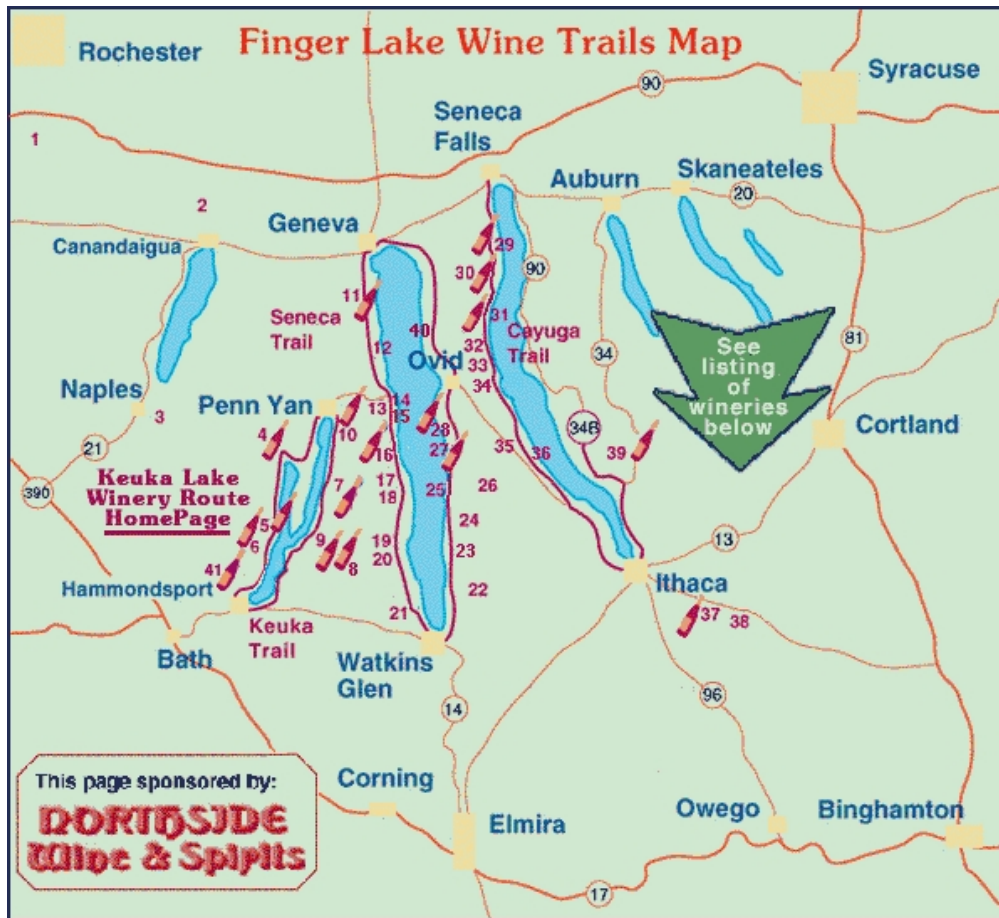 Finger Lake Wine Trails Map
Rochester
Syracuse
90
Seneca
Falls
1
Auburn
Skaneateles
20
2
Geneva
Canandaigua
29
30
90
11
31
Seneca
Trail
40
Cayuga
Trail
12
32
33
34
Ovid
34
81
See
listing
of
wineries
below
Naples
3
Penn Yan
13
14
15
10
28
4
16
27
35
36
34B
39
Cortland
21
390
Keuka Lake
Winery Route
HomePage
7
17
18
25
26
5
6
24
9
8
19
20
23
13
41
Hammondsport
22
Ithaca
21
37
38
Keuka
Trail
Bath
Watkins
Glen
14
96
This page sponsored by:
NORTHSIDE
Wine & Spirits
Corning
Elmira
Owego
Binghamton
17